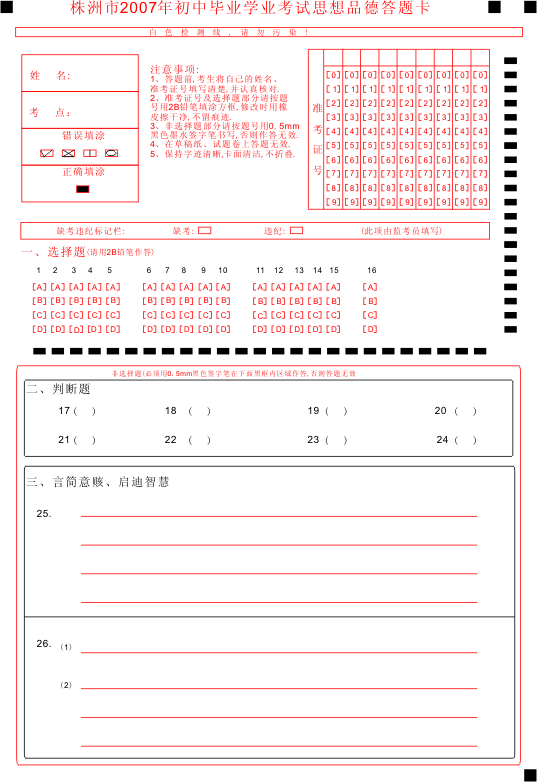 株洲市2007年初中毕业学业考试思想品德答题卡
白色检测线,请勿污染!
姓 名:
考 点:
错误填涂
正确填涂
注意事项:
1、答题前,考生将自己的姓名、
准考证号填写清楚,并认真核对.
2、准考证号及选择题部分请按题
号用2B铅笔填涂方框,修改时用橡
皮擦干净,不留痕迹.
3、非选择题部分请按题号用0.5mm
黑色墨水签字笔书写,否则作答无效.
4、在草稿纸、试题卷上答题无效.
5、保持字迹清晰,卡面清洁,不折叠.
准考证号
[0] [0] [0] [0] [0] [0] [0] [0] [0]
[1] [1] [1] [1] [1] [1] [1] [1] [1]
[2] [2] [2] [2] [2] [2] [2] [2] [2]
[3] [3] [3] [3] [3] [3] [3] [3] [3]
[4] [4] [4] [4] [4] [4] [4] [4] [4]
[5] [5] [5] [5] [5] [5] [5] [5] [5]
[6] [6] [6] [6] [6] [6] [6] [6] [6]
[7] [7] [7] [7] [7] [7] [7] [7] [7]
[8] [8] [8] [8] [8] [8] [8] [8] [8]
[9] [9] [9] [9] [9] [9] [9] [9] [9]
缺考违纪标记栏: 缺考: 违纪: (此项由监考员填写)
一、选择题(请用2B铅笔作答)
1 2 3 4 5 6 7 8 9 10 11 12 13 14 15 16
[A] [A] [A] [A] [A] [A] [A] [A] [A] [A] [A] [A] [A] [A] [A] [A]
[B] [B] [B] [B] [B] [B] [B] [B] [B] [B] [B] [B] [B] [B] [B] [B]
[C] [C] [C] [C] [C] [C] [C] [C] [C] [C] [C] [C] [C] [C] [C] [C]
[D] [D] [D] [D] [D] [D] [D] [D] [D] [D] [D] [D] [D] [D] [D] [D]
非选择题(必须用0.5mm黑色签字笔在下面黑框内区域作答,否则答题无效
二、判断题
17( ) 18 ( ) 19( ) 20 ( )
21( ) 22 ( ) 23 ( ) 24 ( )
三、言简意赅、启迪智慧
25.
26. (1)
(2)